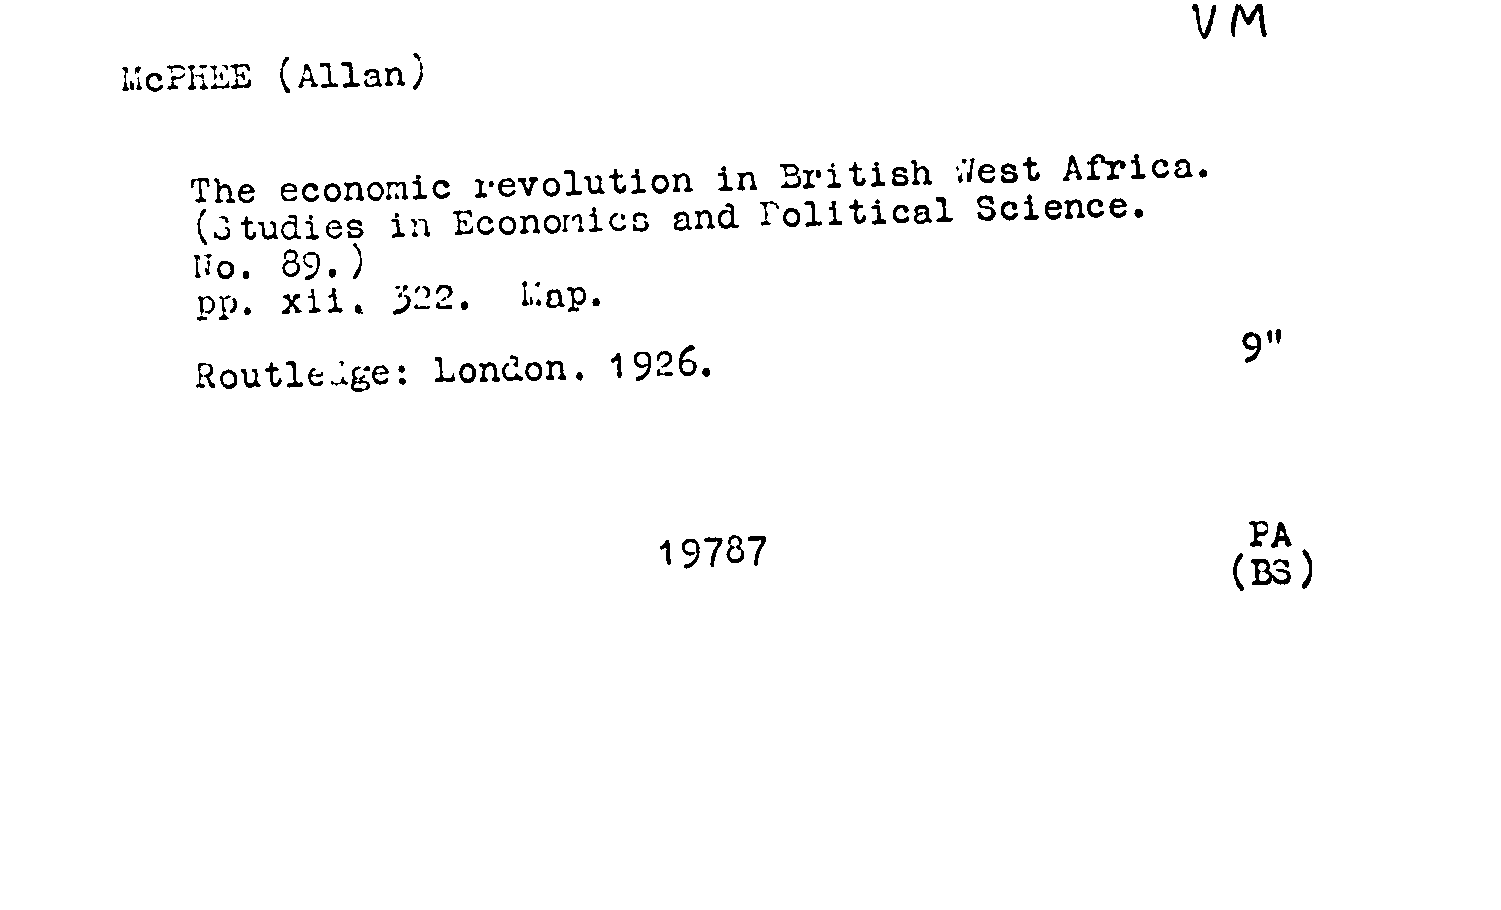 VM
McPHEE (Allan)
The economic revolution in British West Africa.
(Studies in Economics and Political Science.
No. 89.)
pp. xii. 322. Map.
9"
Routledge: London. 1926.
19787
PA
(BS)